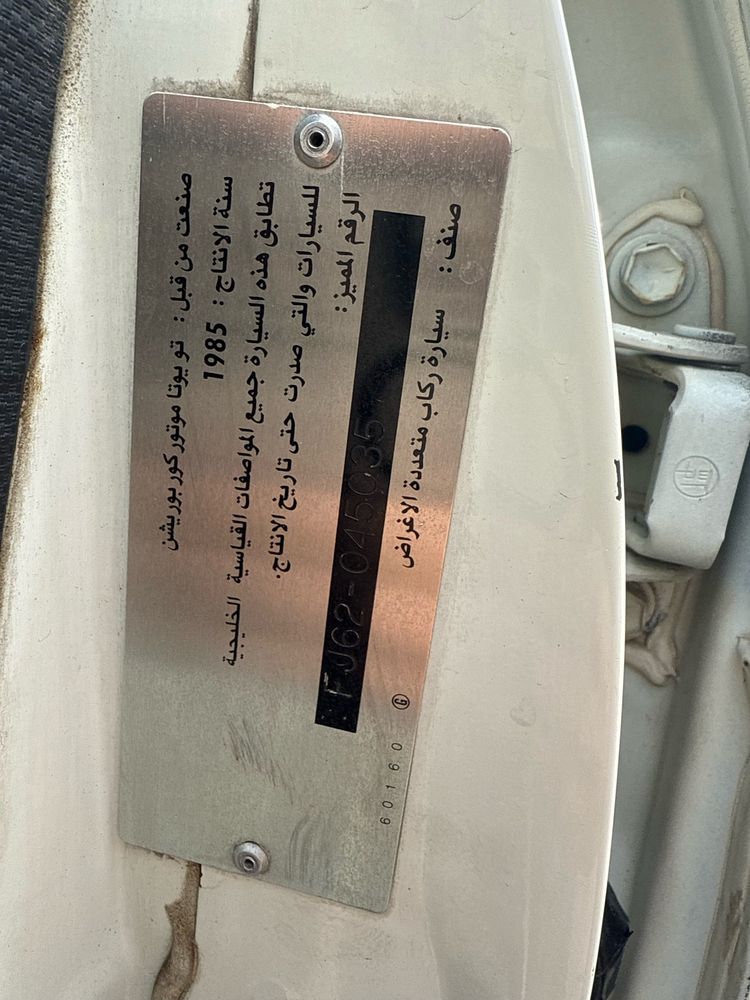 صنعت من قبل : تويوتا موتور كوربوريشن
سنة الانتاج : 1985
تطابق هذه السيارة جميع المواصفات القياسية الخليجية
للسيارات والتي صدرت حتى تاريخ الانتاج.
الرقم المميز :
FJ62-045035
صنف : سيارة ركاب متعددة الاغراض
60160 G